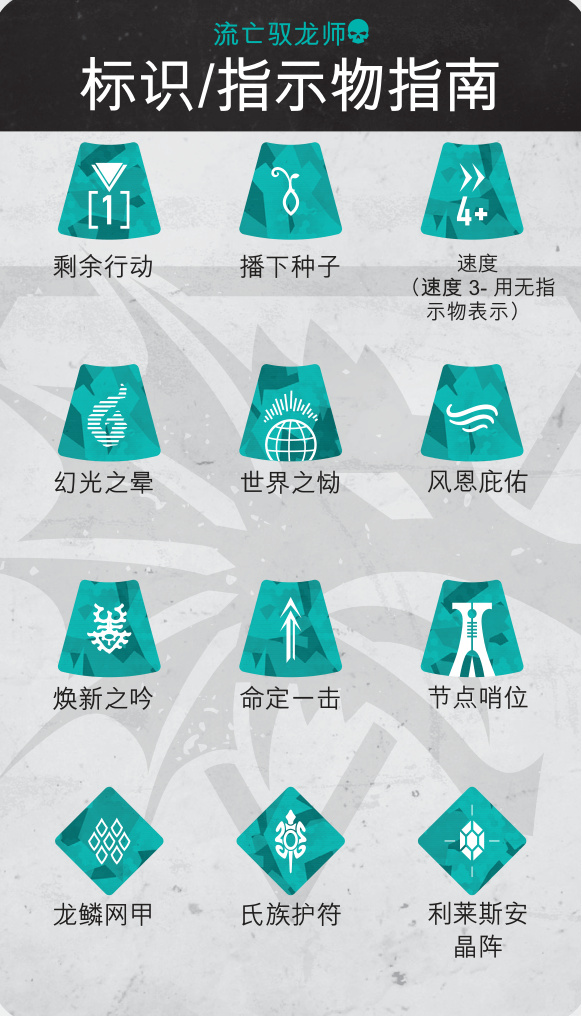 流亡驭龙师
标识/指示物指南
[1]
4+
剩余行动
播下种子
速度
（速度 3- 用无指
示物表示）
幻光之晕
世界之恸
风恩庇佑
焕新之吟
命定一击
节点哨位
龙鳞网甲
氏族护符
利莱斯安
晶阵